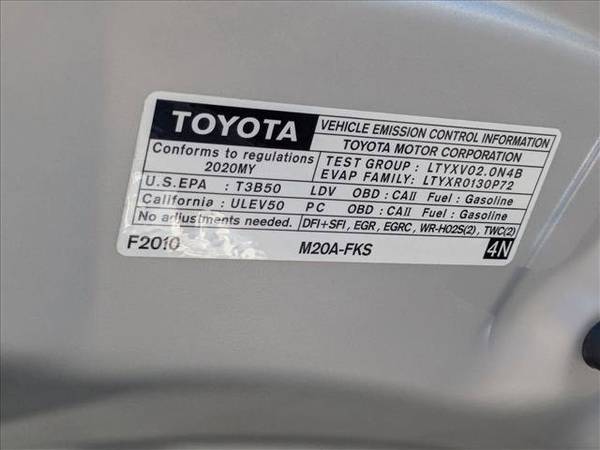 TOYOTA
VEHICLE EMISSION CONTROL INFORMATION
TOYOTA MOTOR CORPORATION
Conforms to regulations
2020MY
TEST GROUP : LTYXV02.0N4B
EVAP FAMILY: LTYXR0130P72
U.S.EPA : T3B50 LDV OBD : CAII Fuel : Gasoline
California : ULEV50 PC OBD : CAII Fuel : Gasoline
No adjustments needed. DFI+SFI, EGR, EGRC, WR-HO2S(2), TWC(2)
F2010 M20A-FKS 4N